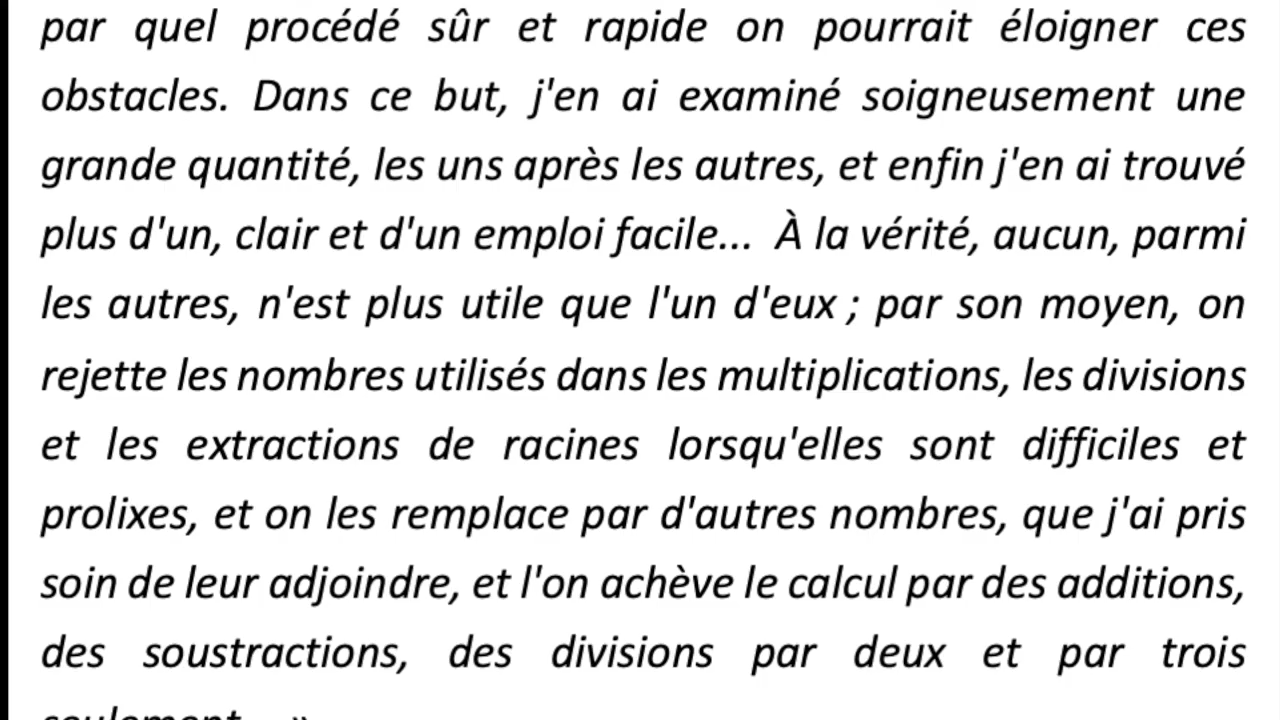 par quel procédé sûr et rapide on pourrait éloigner ces
obstacles. Dans ce but, j'en ai examiné soigneusement une
grande quantité, les uns après les autres, et enfin j'en ai trouvé
plus d'un, clair et d'un emploi facile... À la vérité, aucun, parmi
les autres, n'est plus utile que l'un d'eux ; par son moyen, on
rejette les nombres utilisés dans les multiplications, les divisions
et les extractions de racines lorsqu'elles sont difficiles et
prolixes, et on les remplace par d'autres nombres, que j'ai pris
soin de leur adjoindre, et l'on achève le calcul par des additions,
des soustractions, des divisions par deux et par trois